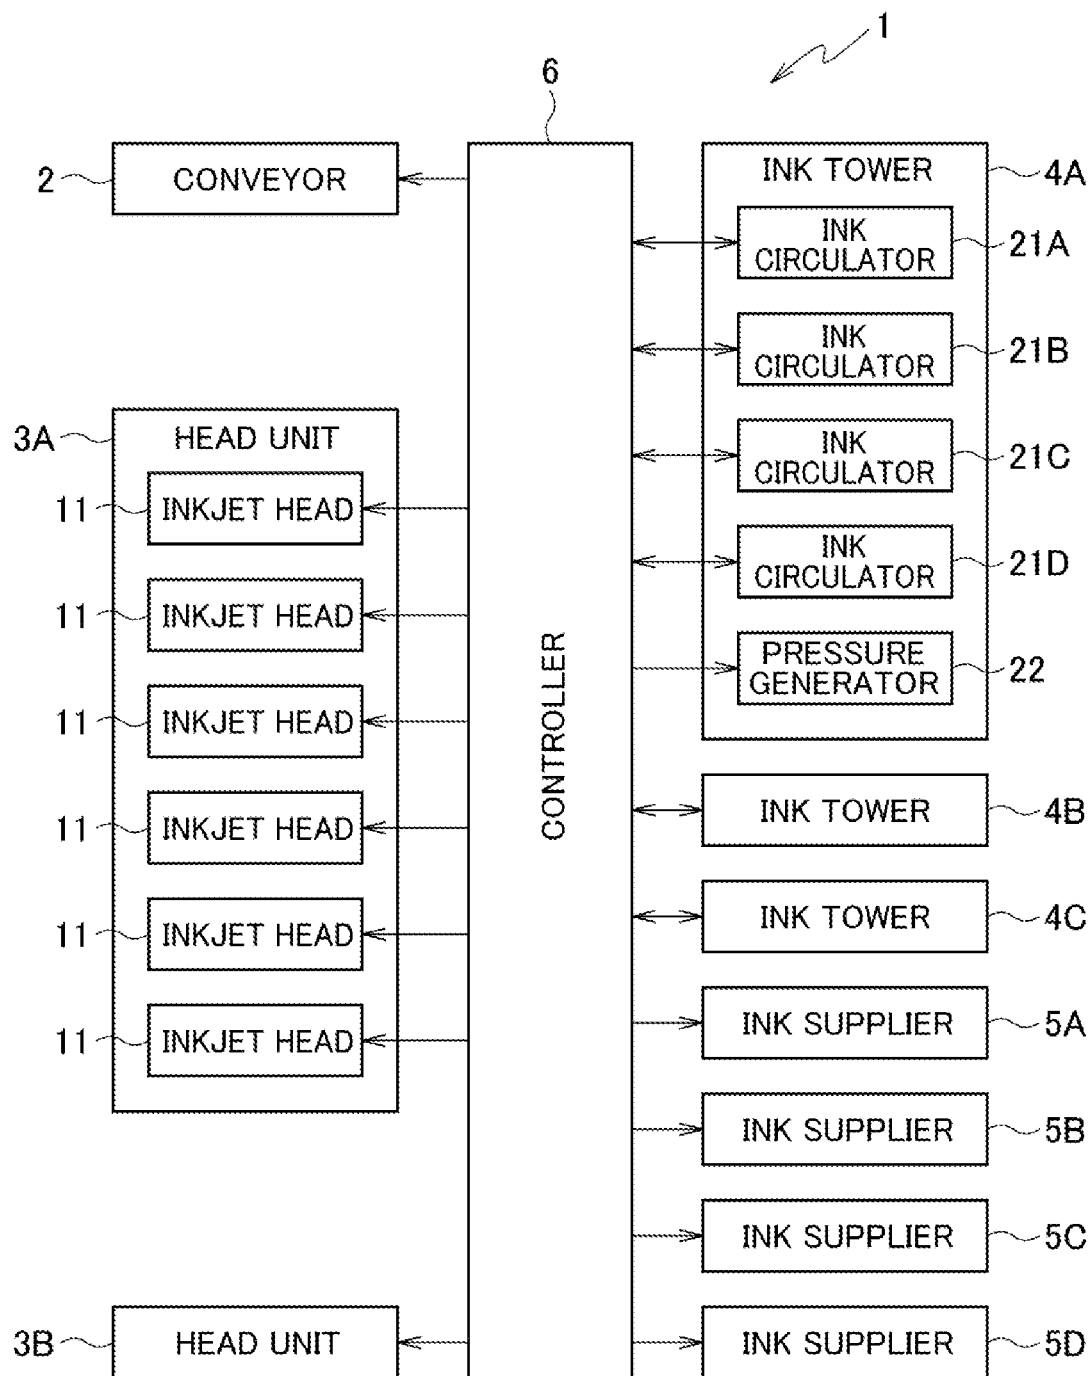 1
6
2
CONVEYOR
3A
HEAD UNIT
11
INKJET HEAD
11
INKJET HEAD
11
INKJET HEAD
11
INKJET HEAD
11
INKJET HEAD
11
INKJET HEAD
3B
HEAD UNIT
CONTROLLER
INK TOWER
4A
INK
CIRCULATOR
21A
INK
CIRCULATOR
21B
INK
CIRCULATOR
21C
INK
CIRCULATOR
21D
PRESSURE
GENERATOR
22
INK TOWER
4B
INK TOWER
4C
INK SUPPLIER
5A
INK SUPPLIER
5B
INK SUPPLIER
5C
INK SUPPLIER
5D